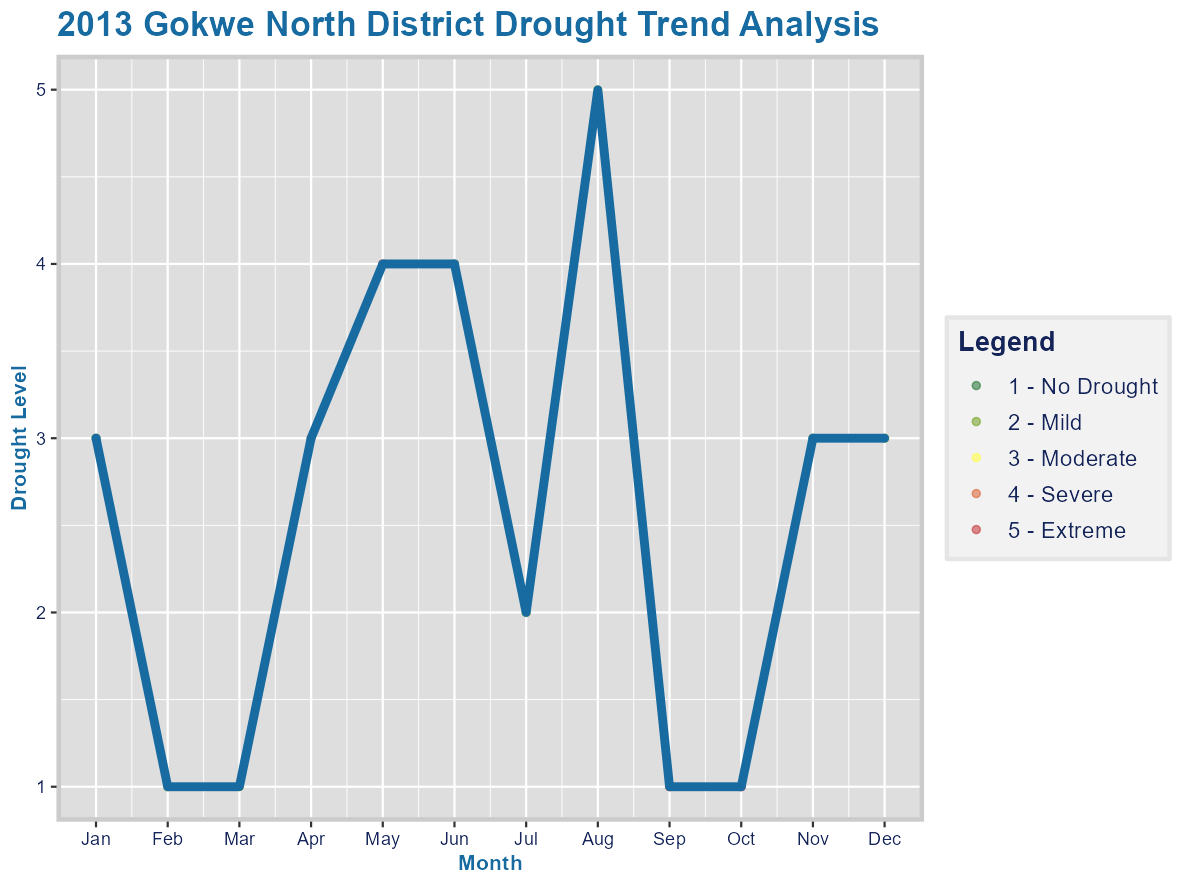 2013 Gokwe North District Drought Trend Analysis
5
4
3
2
1
Drought Level
Jan Feb Mar Apr May Jun Jul Aug Sep Oct Nov Dec
Month
Legend
1 - No Drought
2 - Mild
3 - Moderate
4 - Severe
5 - Extreme